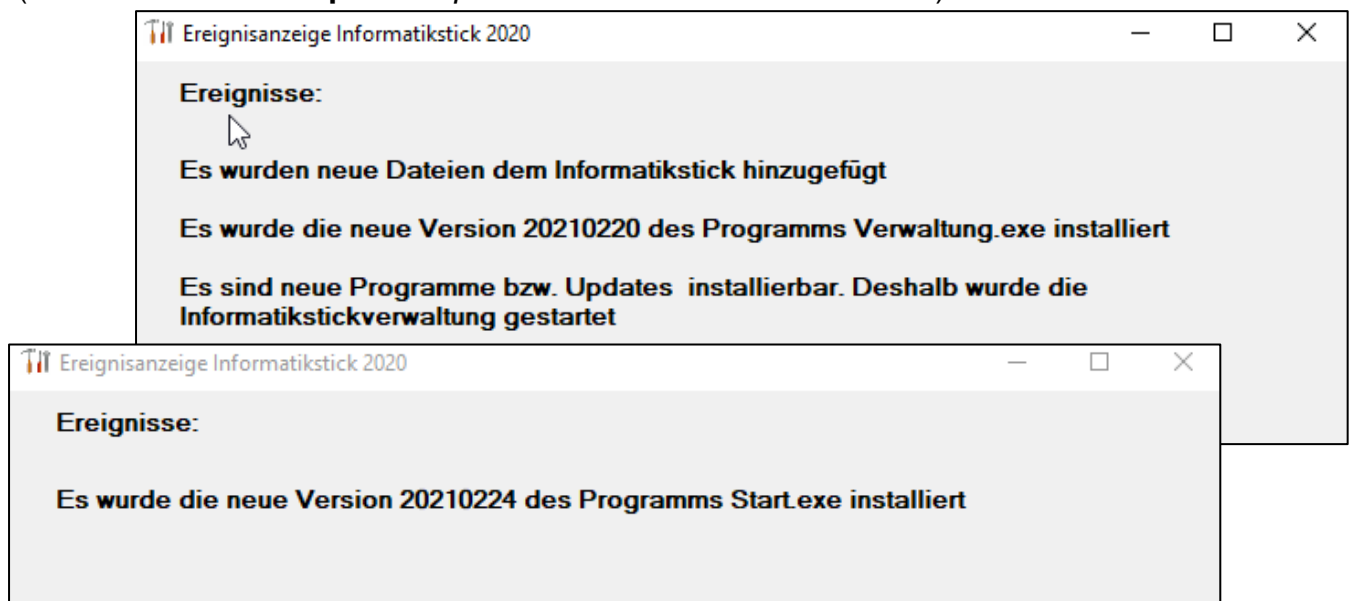 Ereignisanzeige Informatikstick 2020
Ereignisse:
Es wurden neue Dateien dem Informatikstick hinzugefügt
Es wurde die neue Version 20210220 des Programms Verwaltung.exe installiert
Es sind neue Programme bzw. Updates  installierbar. Deshalb wurde die
Informatikstickverwaltung gestartet
Ereignisanzeige Informatikstick 2020
Ereignisse:
Es wurde die neue Version 20210224 des Programms Start.exe installiert